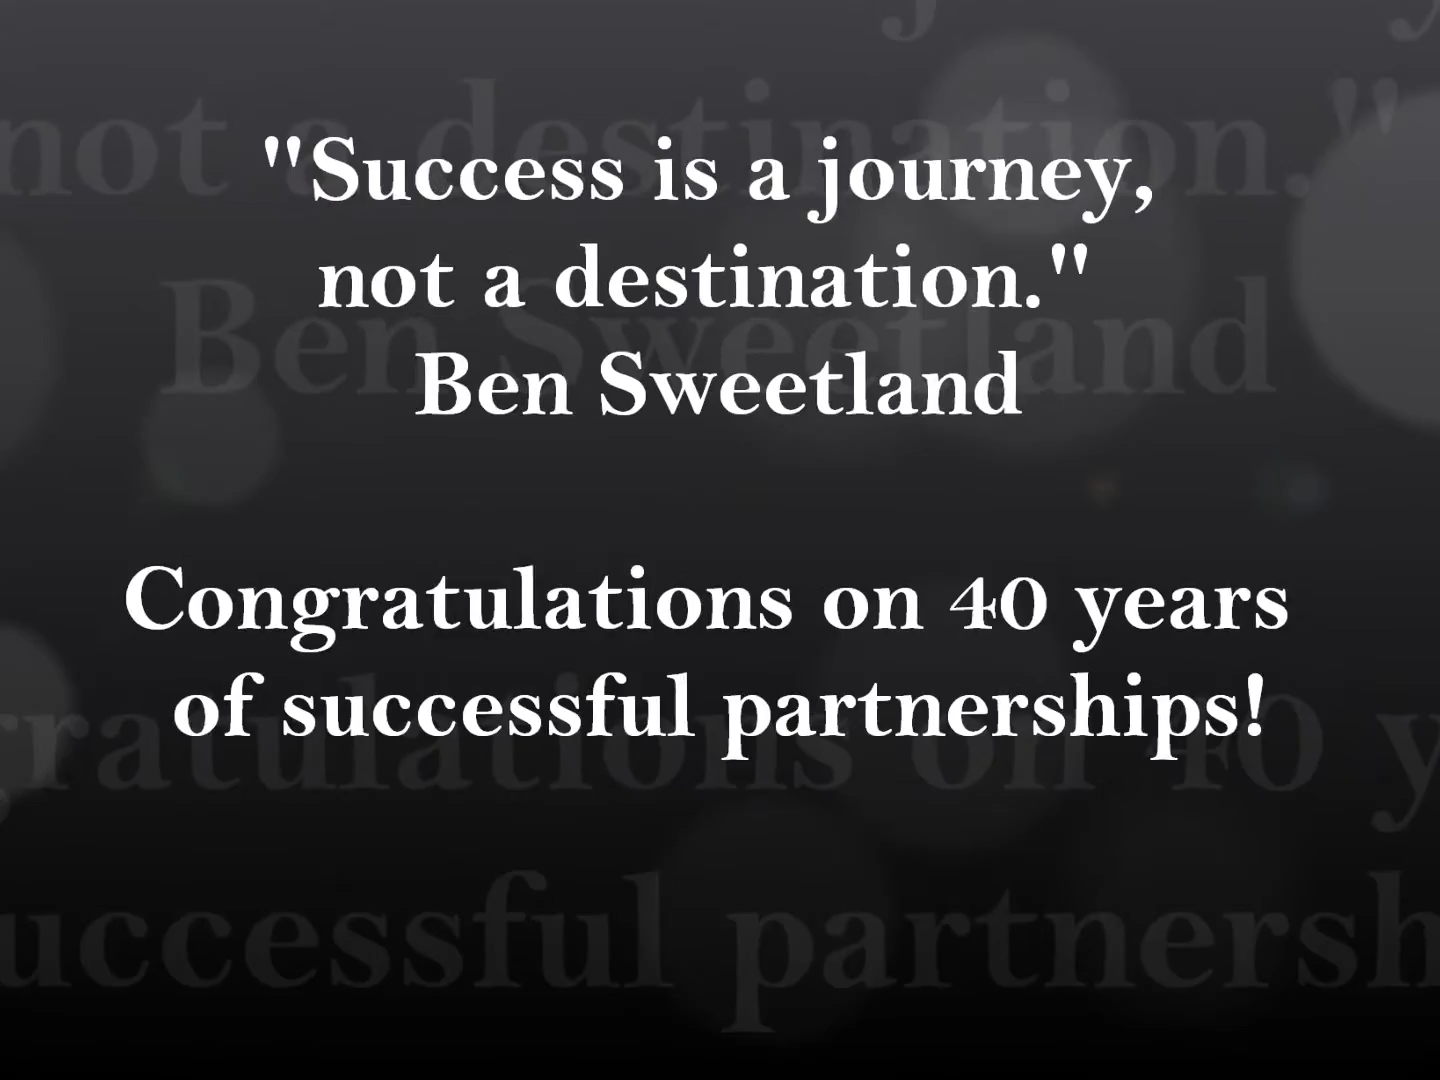 "Success is a journey,
not a destination."
Ben Sweetland
Congratulations on 40 years
of successful partnerships!